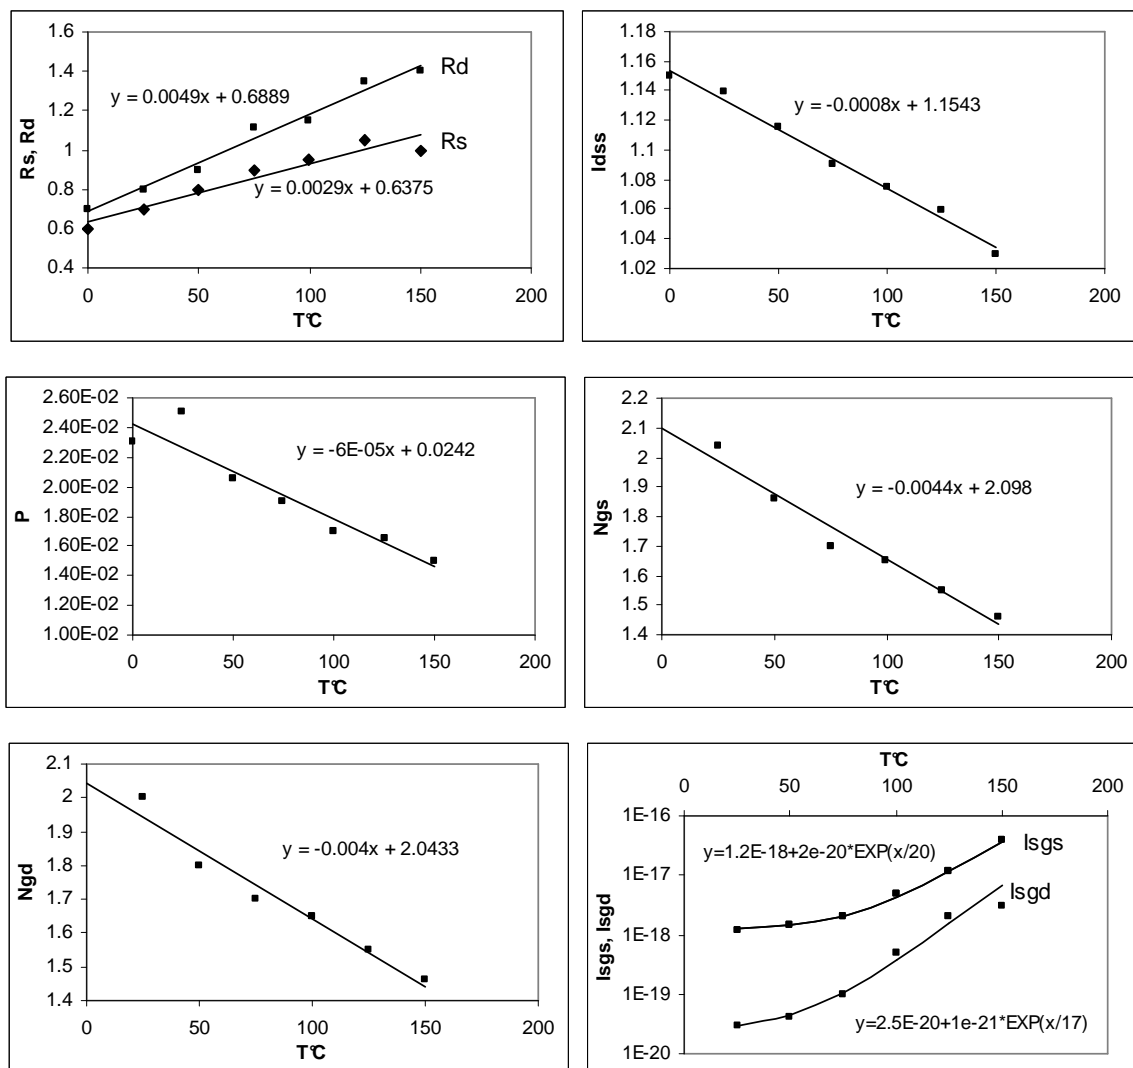 1.6
1.4
1.2
1
0.8
0.6
0.4
Rs, Rd
y = 0.0049x + 0.6889
Rd
Rs
y = 0.0029x + 0.6375
0 50 100 150 200
T°C
1.18
1.16
1.14
1.12
1.1
1.08
1.06
1.04
1.02
Idss
y = -0.0008x + 1.1543
0 50 100 150 200
T°C
2.60E-02
2.40E-02
2.20E-02
2.00E-02
1.80E-02
1.60E-02
1.40E-02
1.20E-02
1.00E-02
P
y = -6E-05x + 0.0242
0 50 100 150 200
T°C
2.2
2.1
2
1.9
1.8
1.7
1.6
1.5
1.4
Ngs
y = -0.0044x + 2.098
0 50 100 150 200
T°C
2.1
2
1.9
1.8
1.7
1.6
1.5
1.4
Ngd
y = -0.004x + 2.0433
0 50 100 150 200
T°C
T°C
0 50 100 150 200
1E-16
1E-17
1E-18
1E-19
1E-20
Isgs, Isgd
y=1.2E-18+2e-20*EXP(x/20)
Isgs
Isgd
y=2.5E-20+1e-21*EXP(x/17)